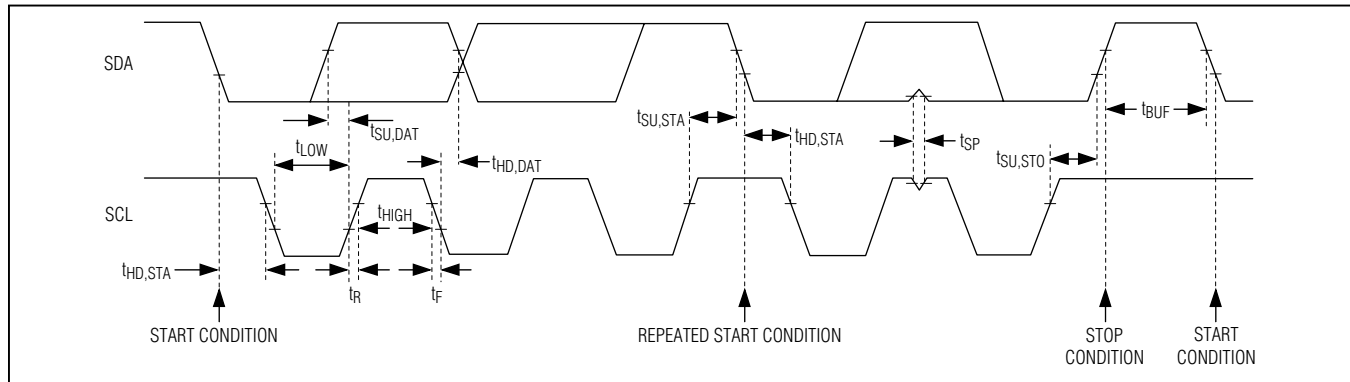 SDA
tSU,DAT
tLOW
tHD,DAT
tSU,STA
tHD,STA
tSP
tBUF
tSU,STO
SCL
tHIGH
tHD,STA
tR
tF
START CONDITION
REPEATED START CONDITION
STOP
CONDITION
START
CONDITION